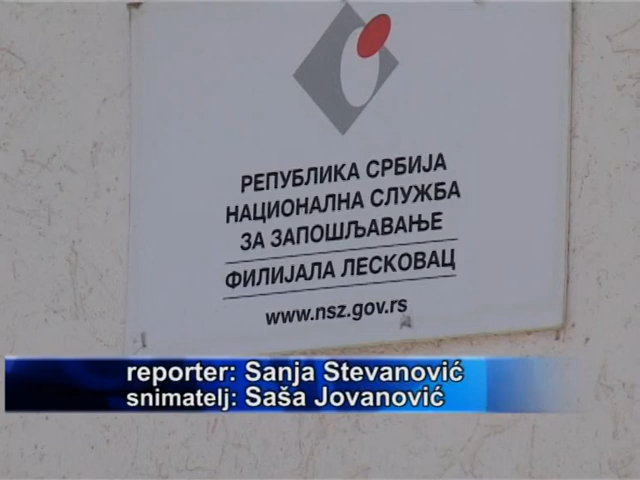 РЕПУБЛИКА СРБИЈА
НАЦИОНАЛНА СЛУЖБА
ЗА ЗАПОШЉАВАЊЕ
ФИЛИЈАЛА ЛЕСКОВАЦ
www.nsz.gov.rs
reporter: Sanja Stevanović
snimatelj: Saša Jovanović